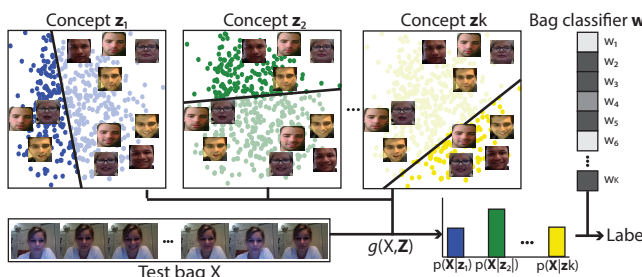 Concept z₁
Concept z₂
Concept zk
Bag classifier w
w₁
w₂
w₃
w₄
w₅
w₆
wK
...
...
g(X,Z)
Test bag X
p(X|z₁)
p(X|z₂|)
...
p(X|zk)
Label